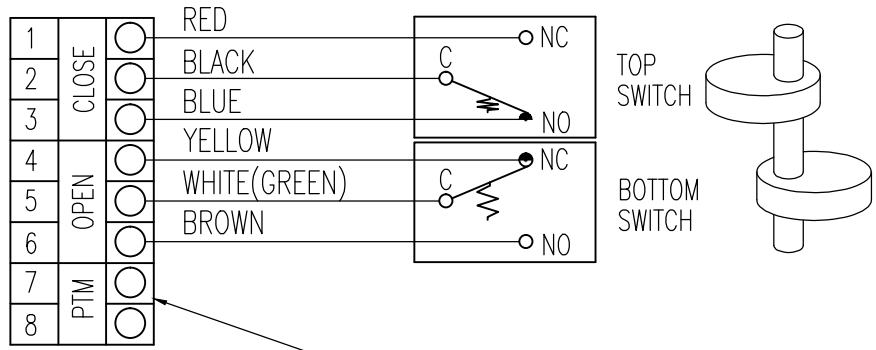 1 CLOSE RED C NC TOP SWITCH
2 BLACK
3 BLUE NO
4 OPEN YELLOW NC
5 WHITE(GREEN) C BOTTOM SWITCH
6 BROWN NO
7 PTM
8